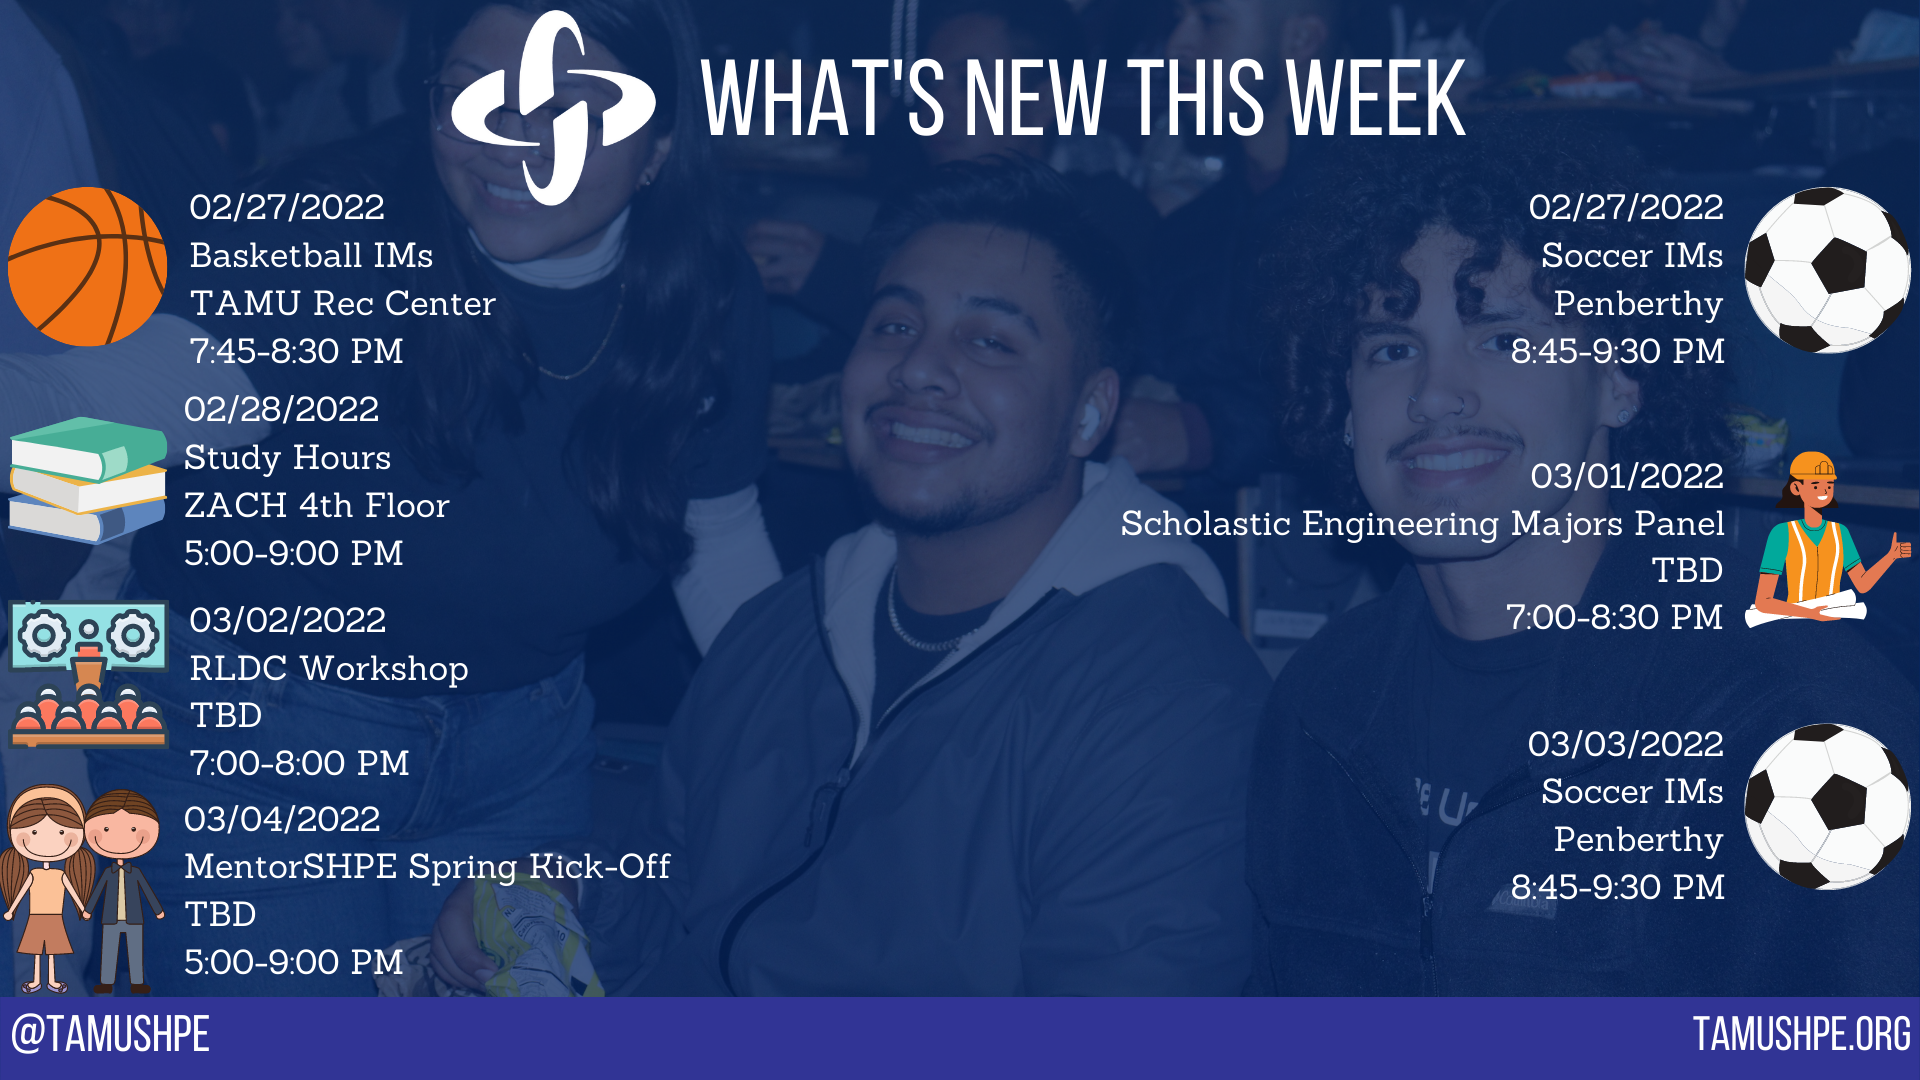 WHAT'S NEW THIS WEEK
02/27/2022
Basketball IMs
TAMU Rec Center
7:45-8:30 PM
02/27/2022
Soccer IMs
Penberthy
8:45-9:30 PM
02/28/2022
Study Hours
ZACH 4th Floor
5:00-9:00 PM
03/01/2022
Scholastic Engineering Majors Panel
TBD
7:00-8:30 PM
03/02/2022
RLDC Workshop
TBD
7:00-8:00 PM
03/03/2022
Soccer IMs
Penberthy
8:45-9:30 PM
03/04/2022
MentorSHPE Spring Kick-Off
TBD
5:00-9:00 PM
@TAMUSHPE
TAMUSHPE.ORG